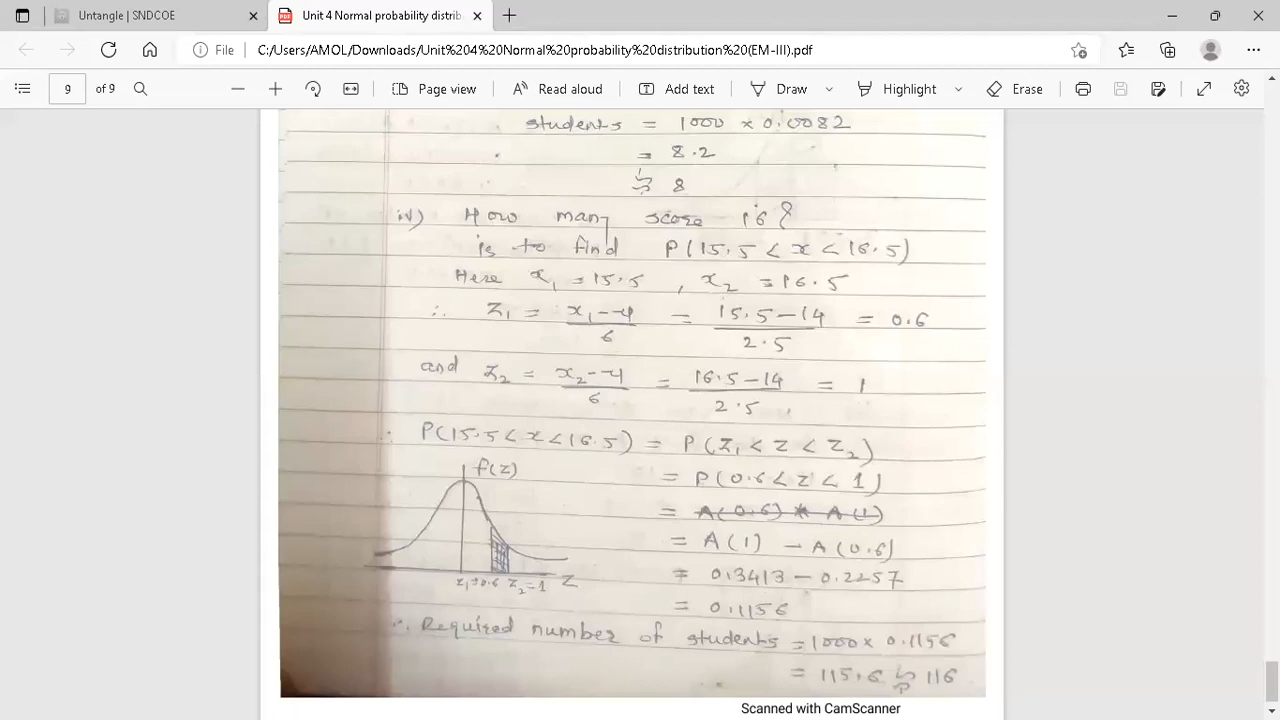 Untangle | SNDCOE
Unit 4 Normal probability distrib
File C:/Users/AMOL/Downloads/Unit%204%20Normal%20probability%20distribution%20(EM-III).pdf
9 of 9 Page view Read aloud Add text Draw Highlight Erase
students = 1000 × 0.0082
= 8.2
≈ 8
iv) How many score 16?
is to find P(15.5 < x < 16.5)
Here x₁ = 15.5 , x₂ = 16.5
∴ Z₁ = (x₁ - μ)/σ = (15.5 - 14)/2.5 = 0.6
and Z₂ = (x₂ - μ)/σ = (16.5 - 14)/2.5 = 1
∴ P(15.5 < x < 16.5) = P(Z₁ < Z < Z₂)
f(z)
= P(0.6 < Z < 1)
= A(0.6) * A(1)
= A(1) - A(0.6)
= 0.3413 - 0.2257
z₁=0.6 z₂=1 Z
= 0.1156
∴ Required number of students = 1000 × 0.1156
= 115.6 ≈ 116
Scanned with CamScanner